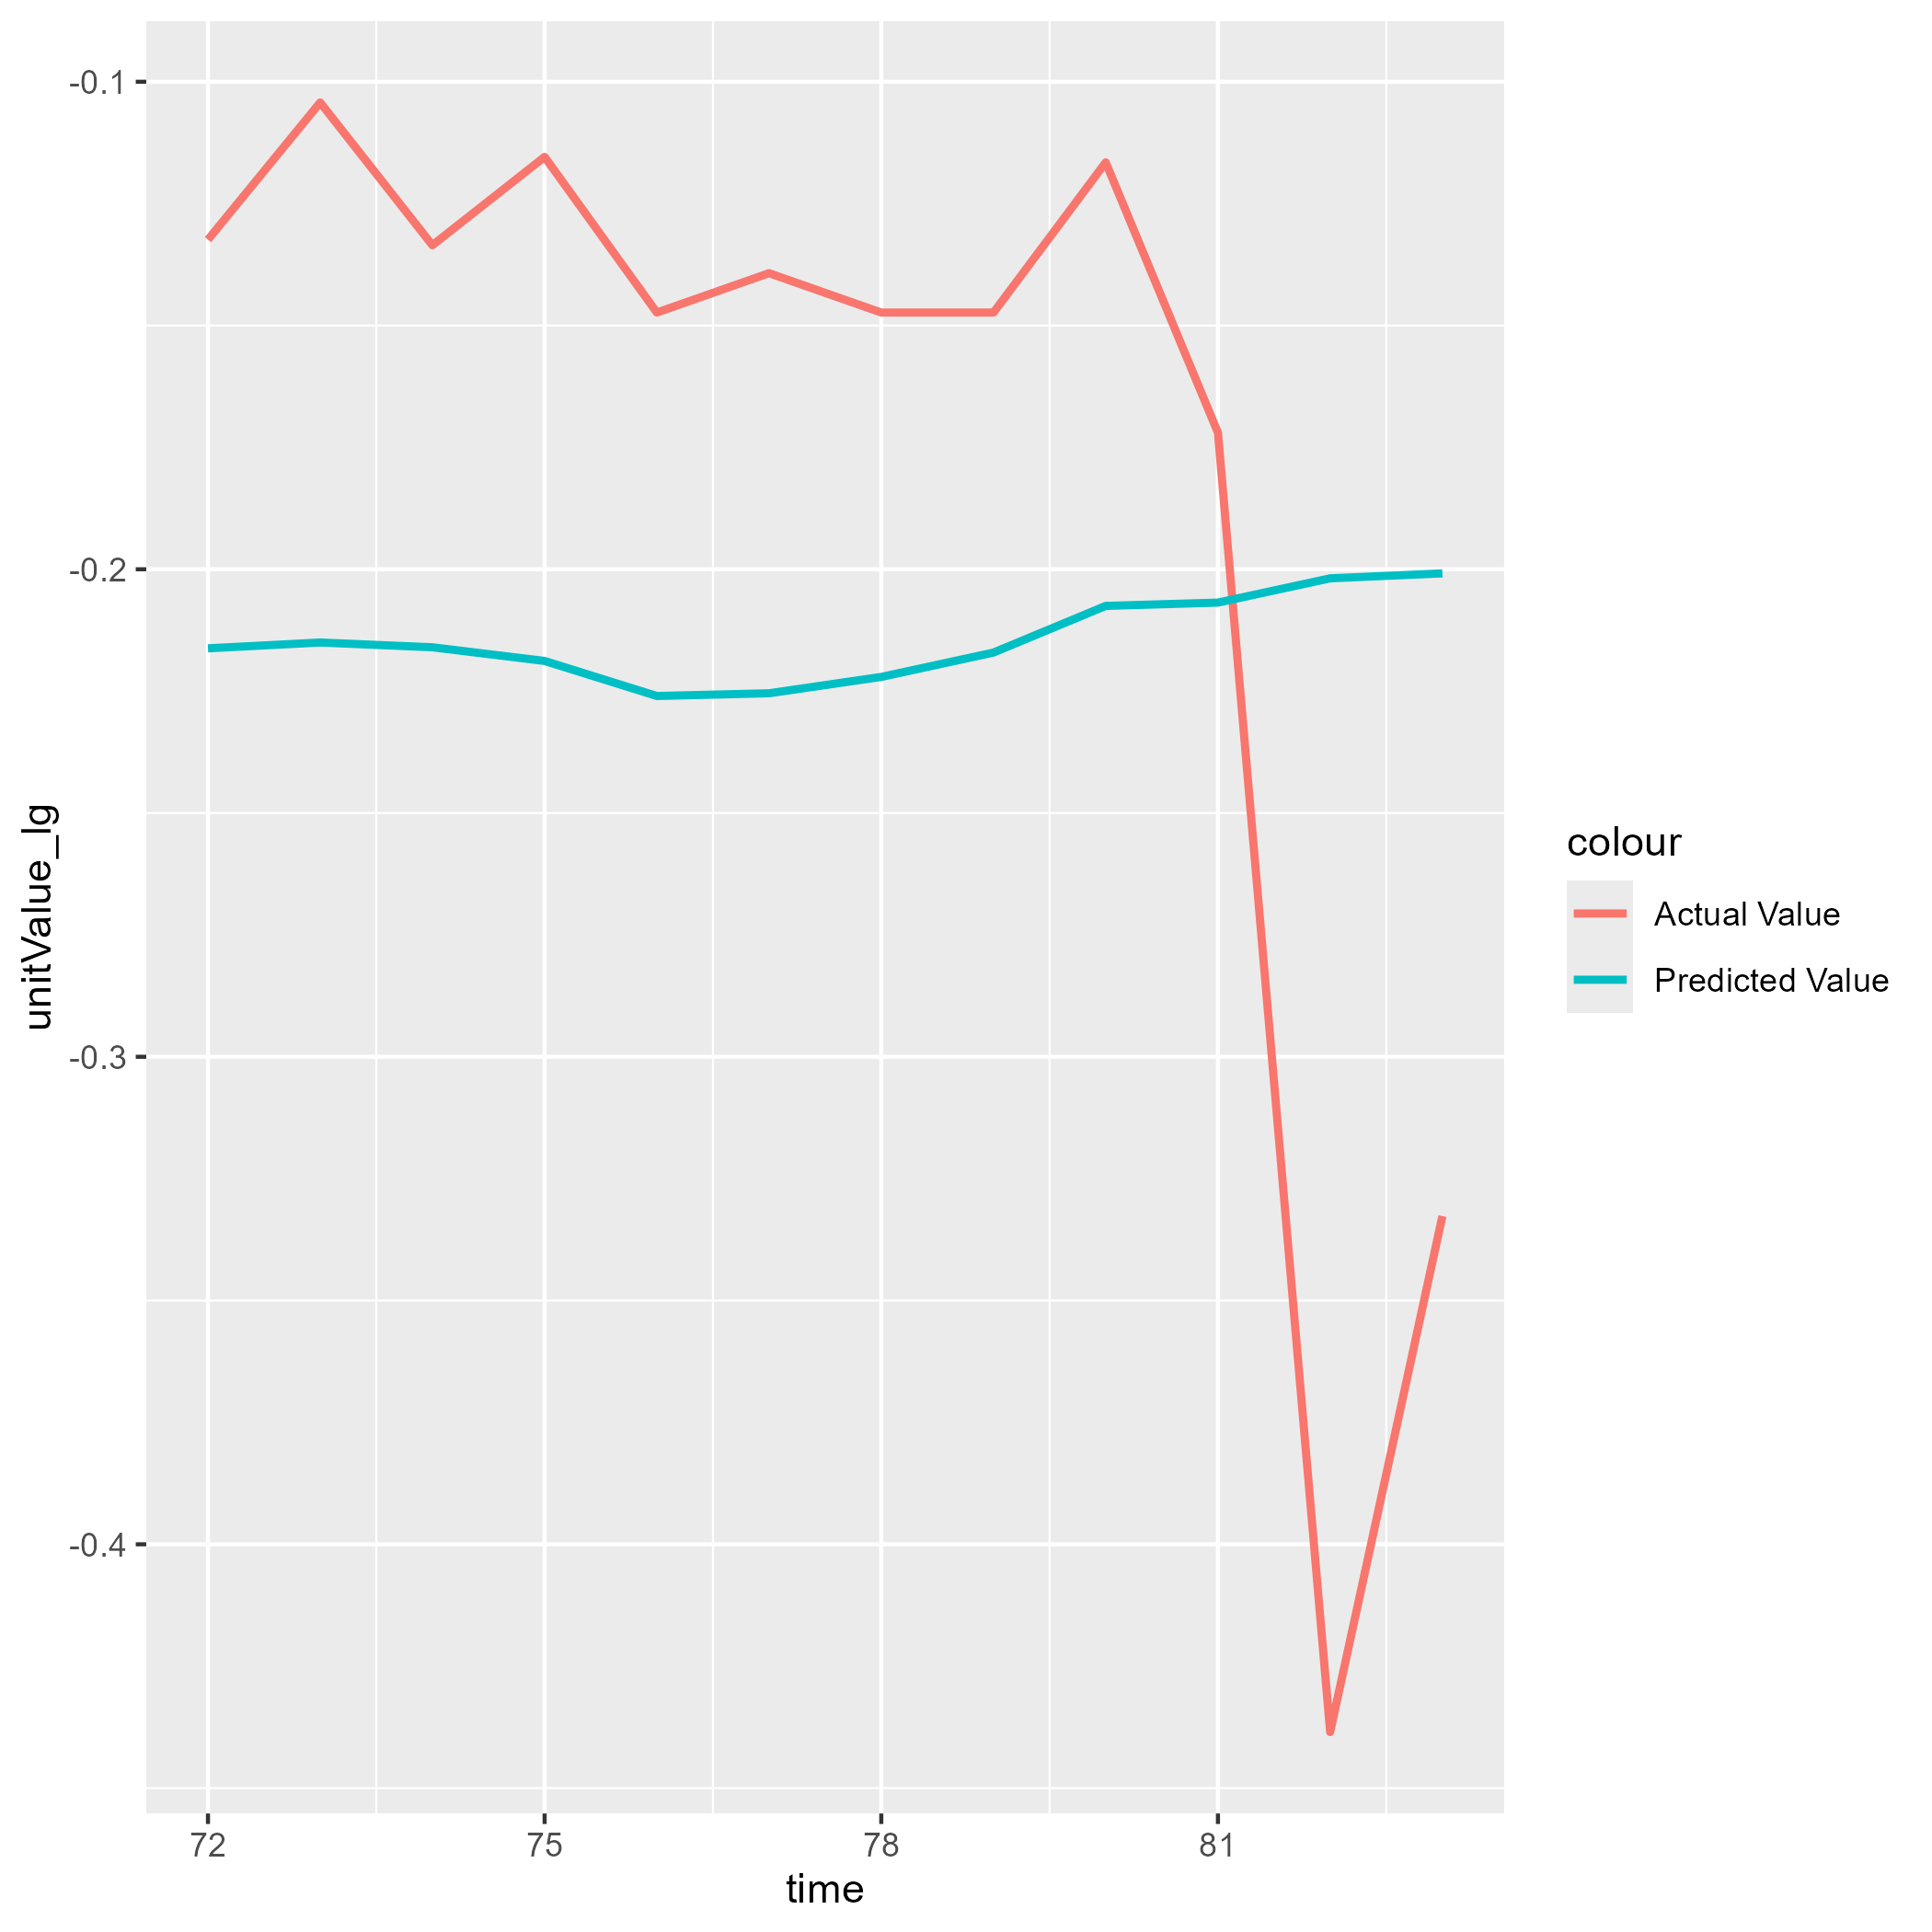 -0.1
-0.2
-0.3
-0.4
unitValue_lg
72 75 78 81
time
colour
Actual Value
Predicted Value